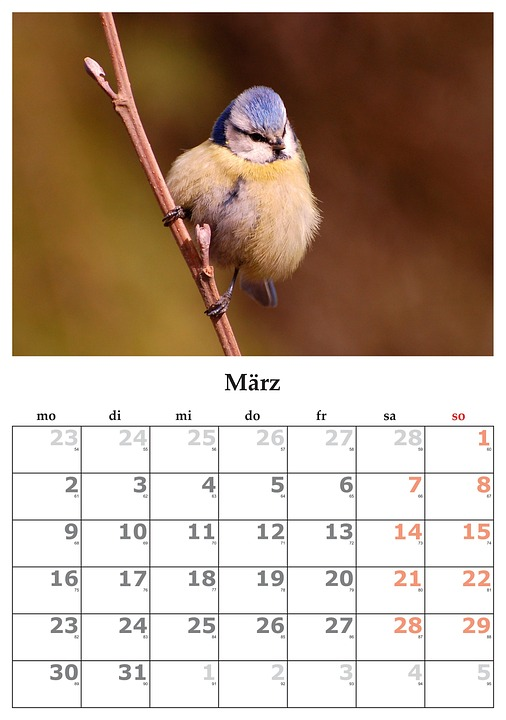 März
mo di mi do fr sa so
23 24 25 26 27 28 1
54 55 56 57 58 59 60
2 3 4 5 6 7 8
61 62 63 64 65 66 67
9 10 11 12 13 14 15
68 69 70 71 72 73 74
16 17 18 19 20 21 22
75 76 77 78 79 80 81
23 24 25 26 27 28 29
82 83 84 85 86 87 88
30 31 1 2 3 4 5
89 90 91 92 93 94 95